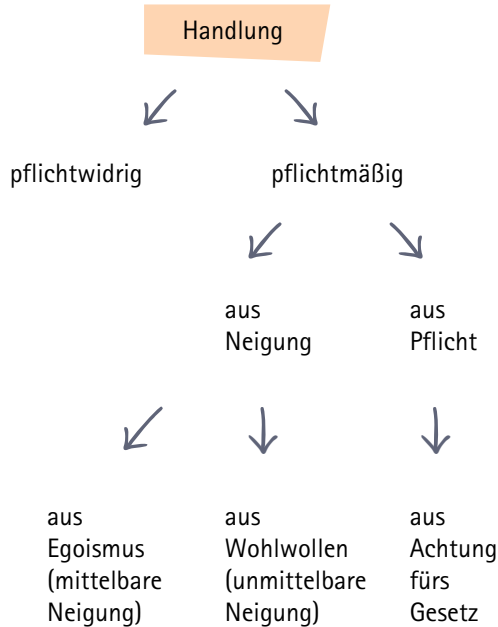 Handlung
pflichtwidrig
pflichtmäßig
aus
Neigung
aus
Pflicht
aus
Egoismus
(mittelbare
Neigung)
aus
Wohlwollen
(unmittelbare
Neigung)
aus
Achtung
fürs
Gesetz